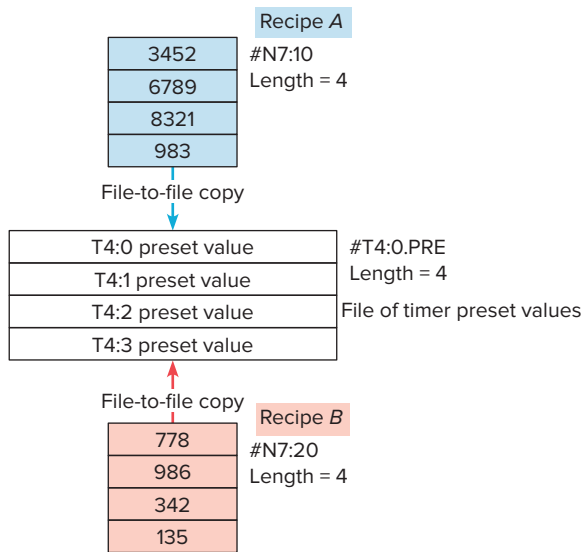 Recipe A
3452
#N7:10
6789
Length = 4
8321
983
File-to-file copy
T4:0 preset value
#T4:0.PRE
T4:1 preset value
Length = 4
T4:2 preset value
File of timer preset values
T4:3 preset value
File-to-file copy
Recipe B
778
#N7:20
986
Length = 4
342
135